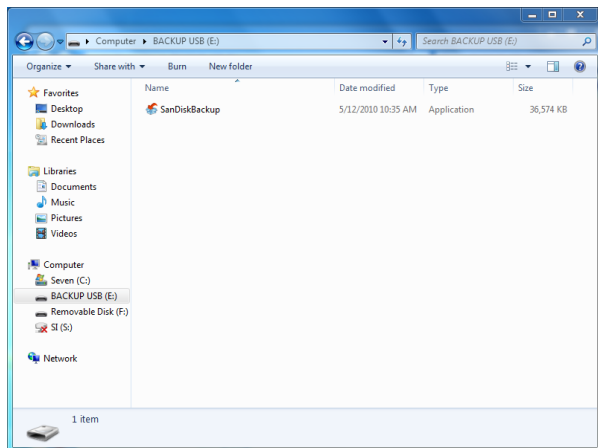 Computer ▸ BACKUP USB (E:)
Search BACKUP USB (E:)
Organize Share with Burn New folder
Favorites
Desktop
Downloads
Recent Places
Libraries
Documents
Music
Pictures
Videos
Computer
Seven (C:)
BACKUP USB (E:)
Removable Disk (F:)
SI (S:)
Network
Name Date modified Type Size
SanDiskBackup 5/12/2010 10:35 AM Application 36,574 KB
1 item